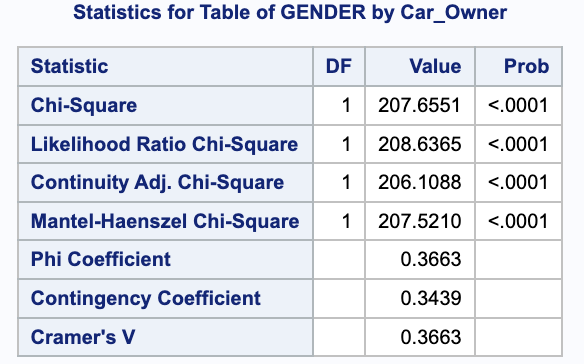 Statistics for Table of GENDER by Car_Owner
Statistic DF Value Prob
Chi-Square 1 207.6551 <.0001
Likelihood Ratio Chi-Square 1 208.6365 <.0001
Continuity Adj. Chi-Square 1 206.1088 <.0001
Mantel-Haenszel Chi-Square 1 207.5210 <.0001
Phi Coefficient 0.3663
Contingency Coefficient 0.3439
Cramer's V 0.3663